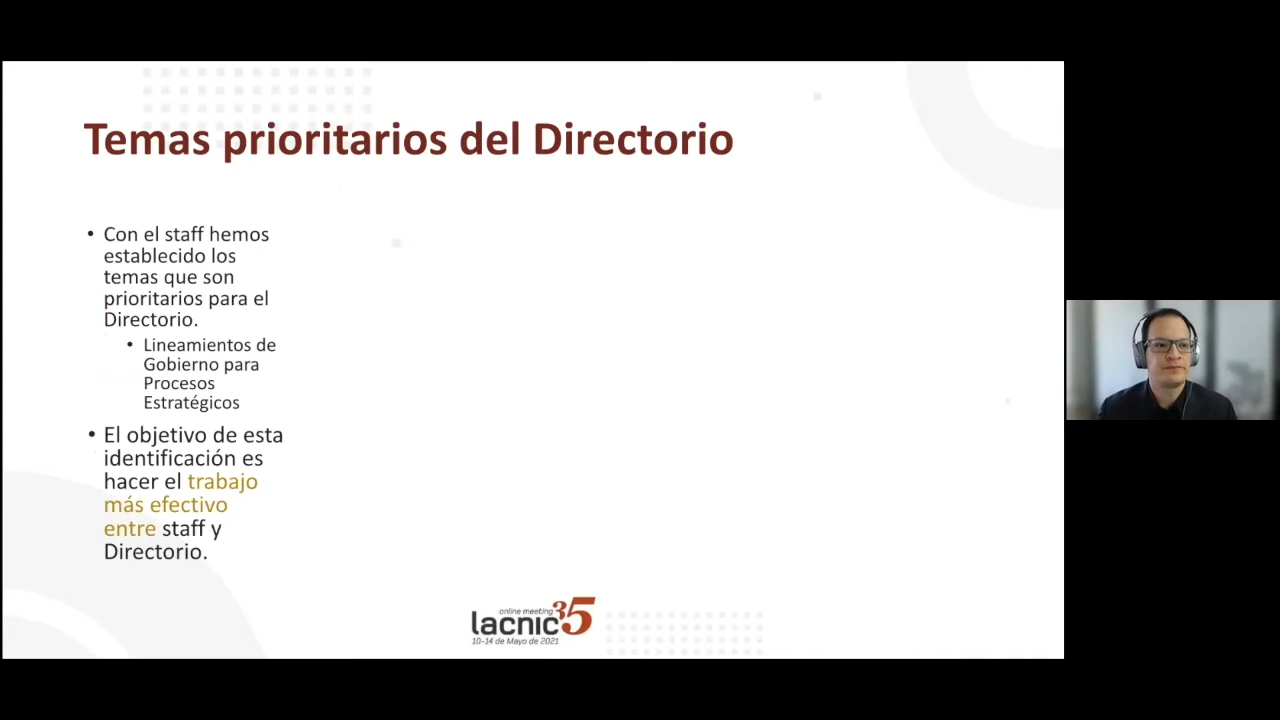 Temas prioritarios del Directorio
• Con el staff hemos
establecido los
temas que son
prioritarios para el
Directorio.
• Lineamientos de
Gobierno para
Procesos
Estratégicos
• El objetivo de esta
identificación es
hacer el trabajo
más efectivo
entre staff y
Directorio.
online meeting
lacnic35
10-14 de Mayo de 2021